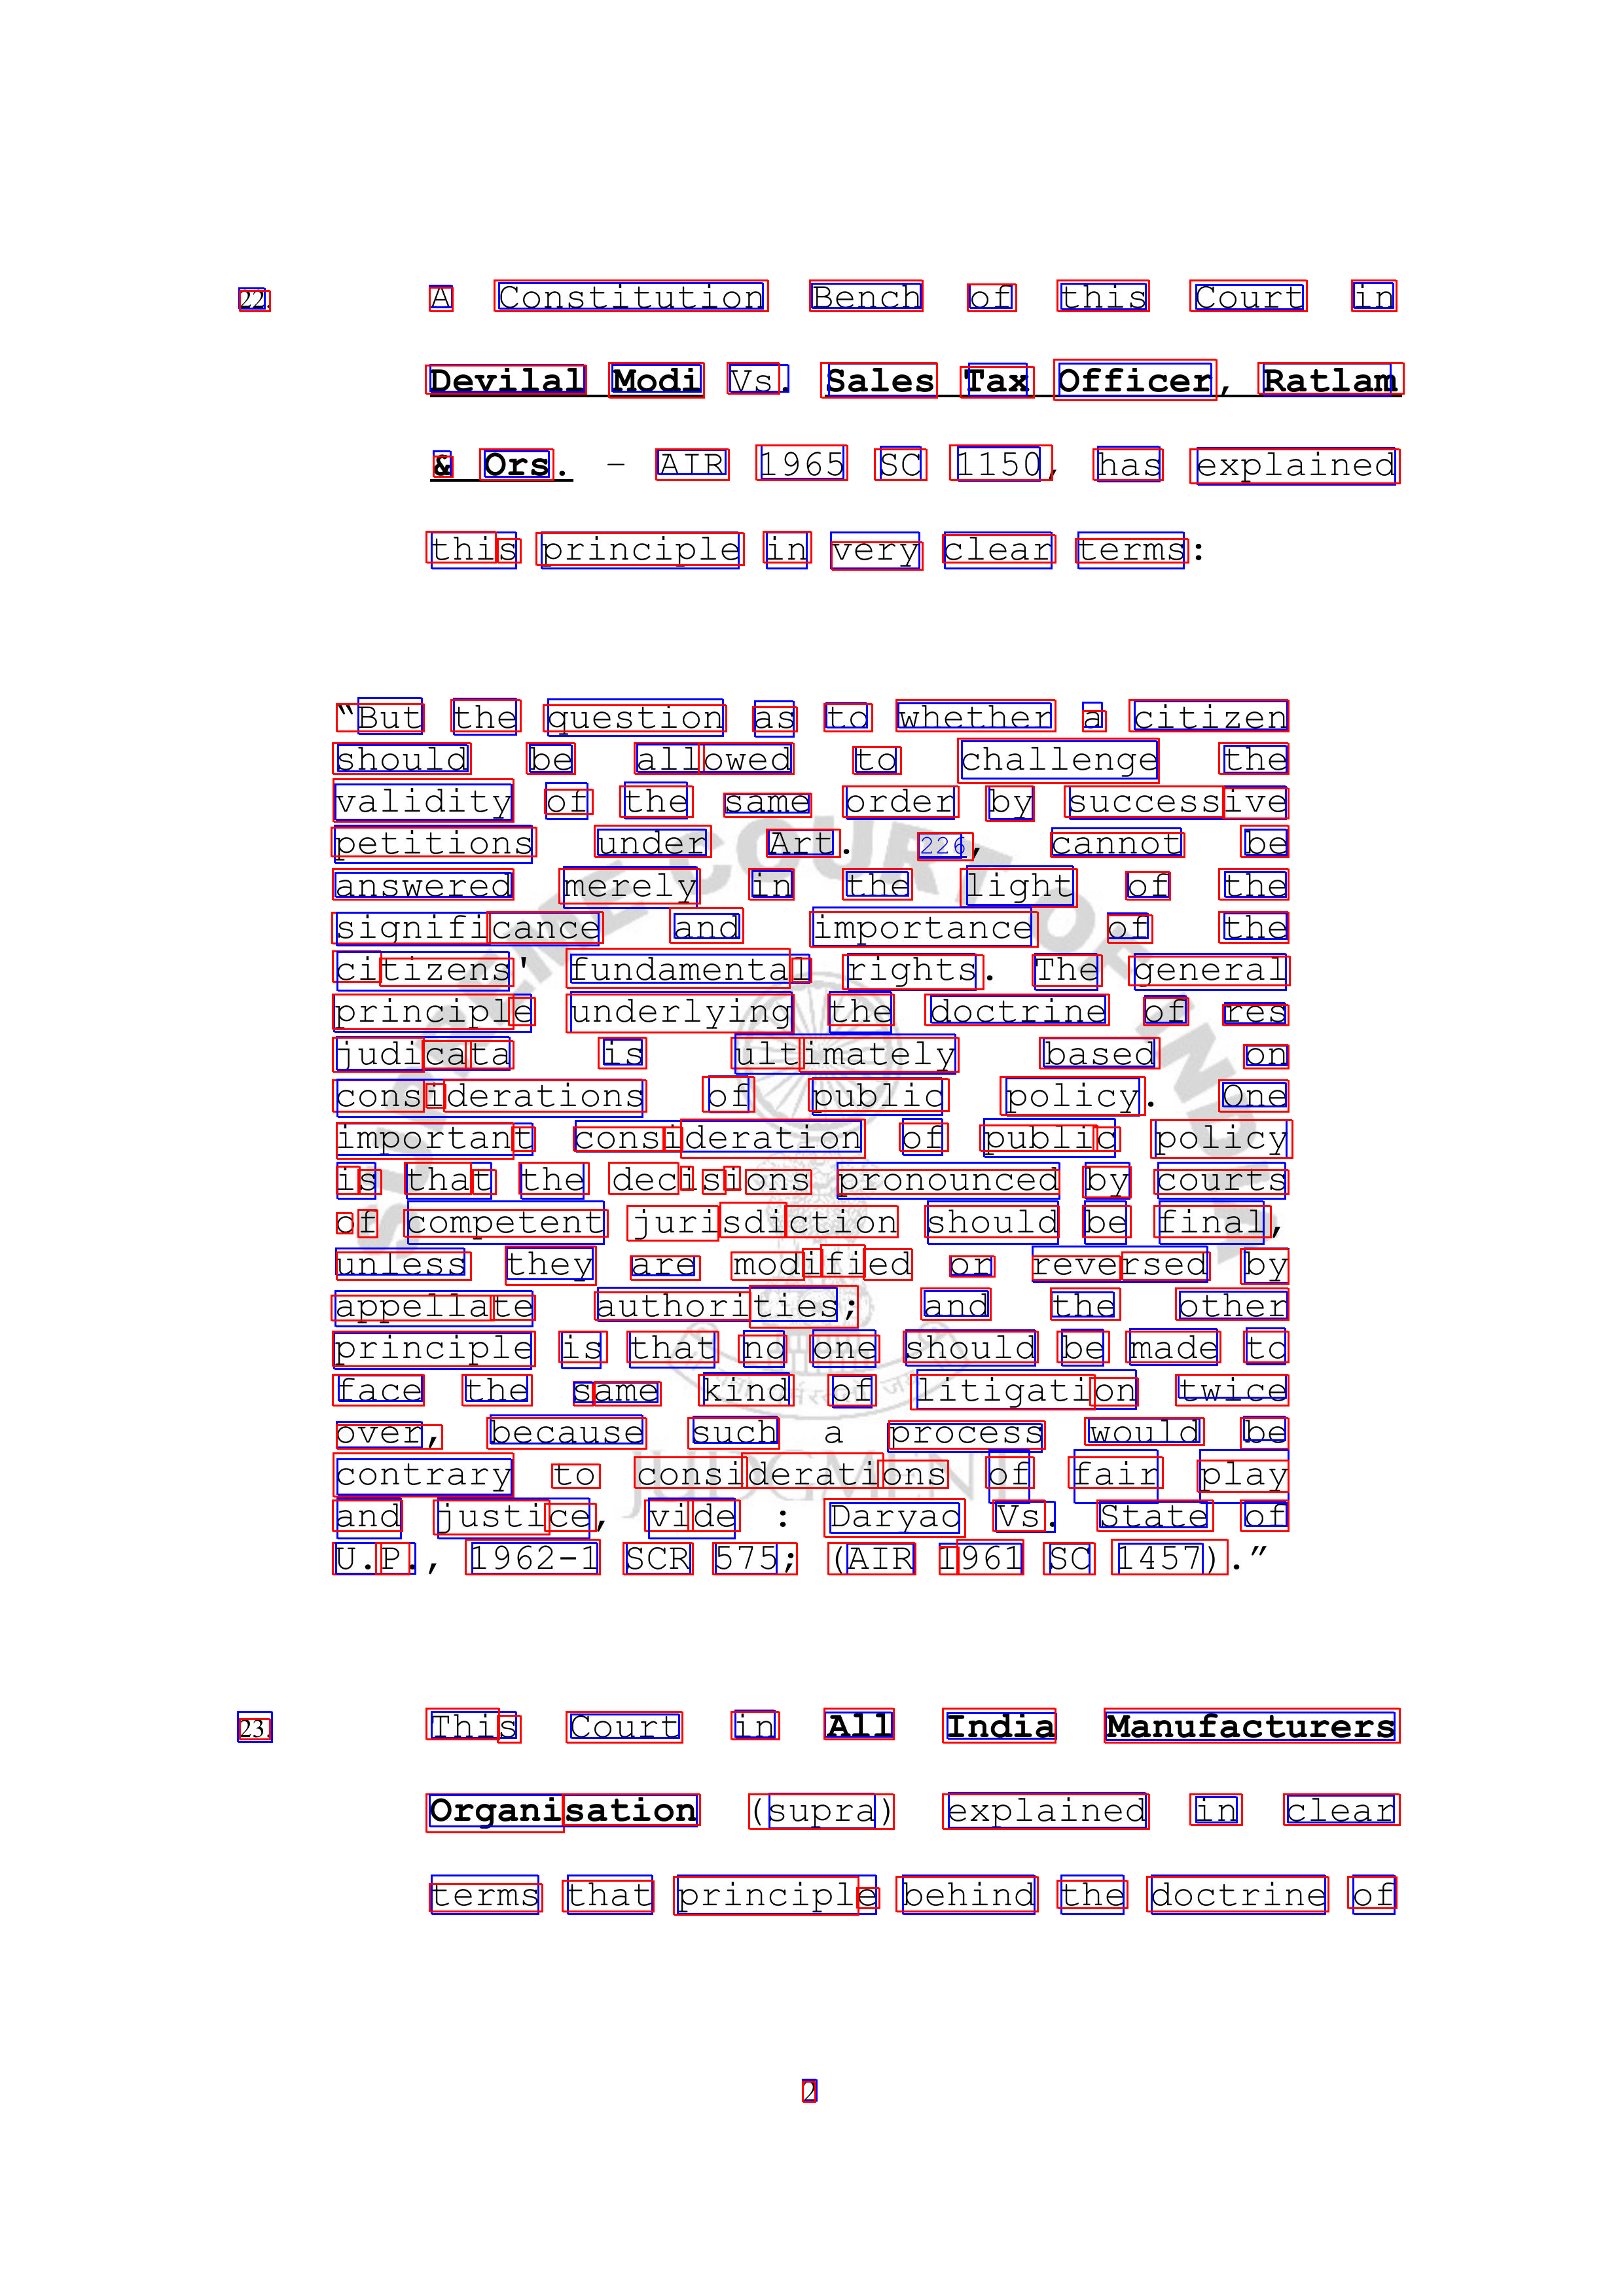 22. A Constitution Bench of this Court in
Devilal Modi Vs. Sales Tax Officer, Ratlam
& Ors. – AIR 1965 SC 1150, has explained
this principle in very clear terms:
“But the question as to whether a citizen
should be allowed to challenge the
validity of the same order by successive
petitions under Art. 226, cannot be
answered merely in the light of the
significance and importance of the
citizens' fundamental rights. The general
principle underlying the doctrine of res
judicata is ultimately based on
considerations of public policy. One
important consideration of public policy
is that the decisions pronounced by courts
of competent jurisdiction should be final,
unless they are modified or reversed by
appellate authorities; and the other
principle is that no one should be made to
face the same kind of litigation twice
over, because such a process would be
contrary to considerations of fair play
and justice, vide : Daryao Vs. State of
U.P., 1962-1 SCR 575; (AIR 1961 SC 1457).”
SUPREME COURT OF INDIA
JUDGMENT
23. This Court in All India Manufacturers
Organisation (supra) explained in clear
terms that principle behind the doctrine of
2